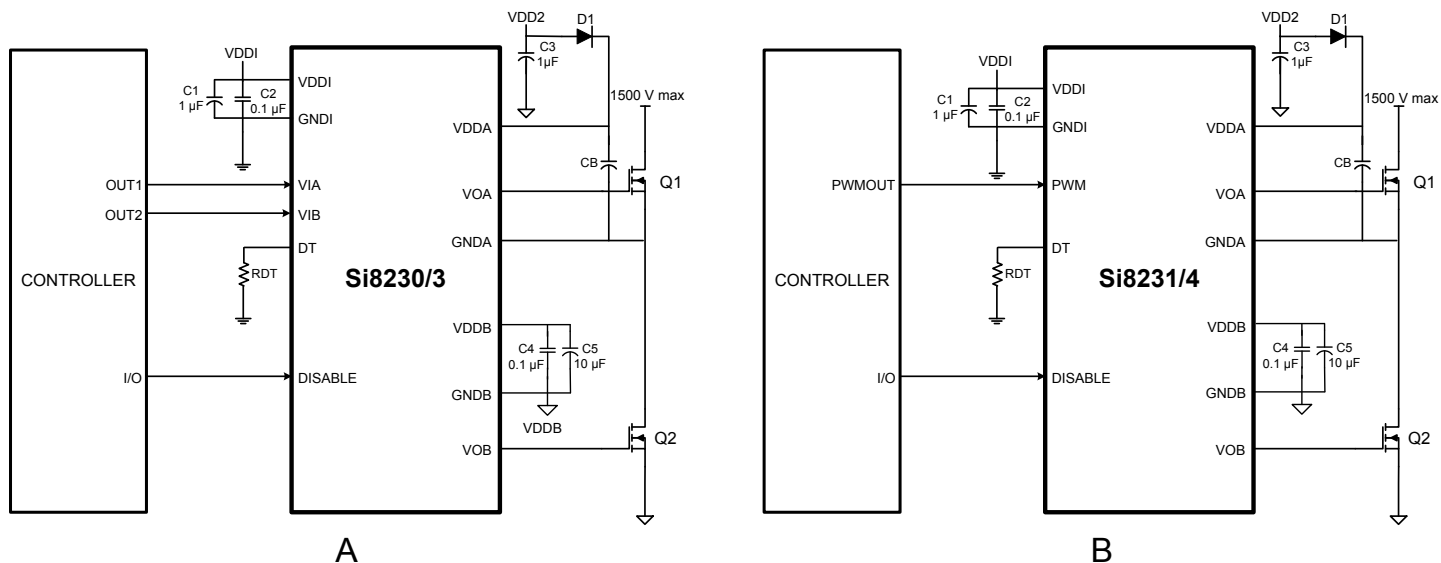 VDD2
D1
C3
1µF
VDDI
C1
1 µF
C2
0.1 µF
VDDI
GNDI
1500 V max
VDDA
CB
OUT1
VIA
VOA
Q1
OUT2
VIB
DT
GNDA
RDT
CONTROLLER
Si8230/3
VDDB
C4
0.1 µF
C5
10 µF
I/O
DISABLE
GNDB
VDDB
VOB
Q2
A
VDD2
D1
C3
1µF
VDDI
C1
1 µF
C2
0.1 µF
VDDI
GNDI
1500 V max
VDDA
CB
PWMOUT
PWM
VOA
Q1
DT
GNDA
RDT
CONTROLLER
Si8231/4
VDDB
C4
0.1 µF
C5
10 µF
I/O
DISABLE
GNDB
VOB
Q2
B